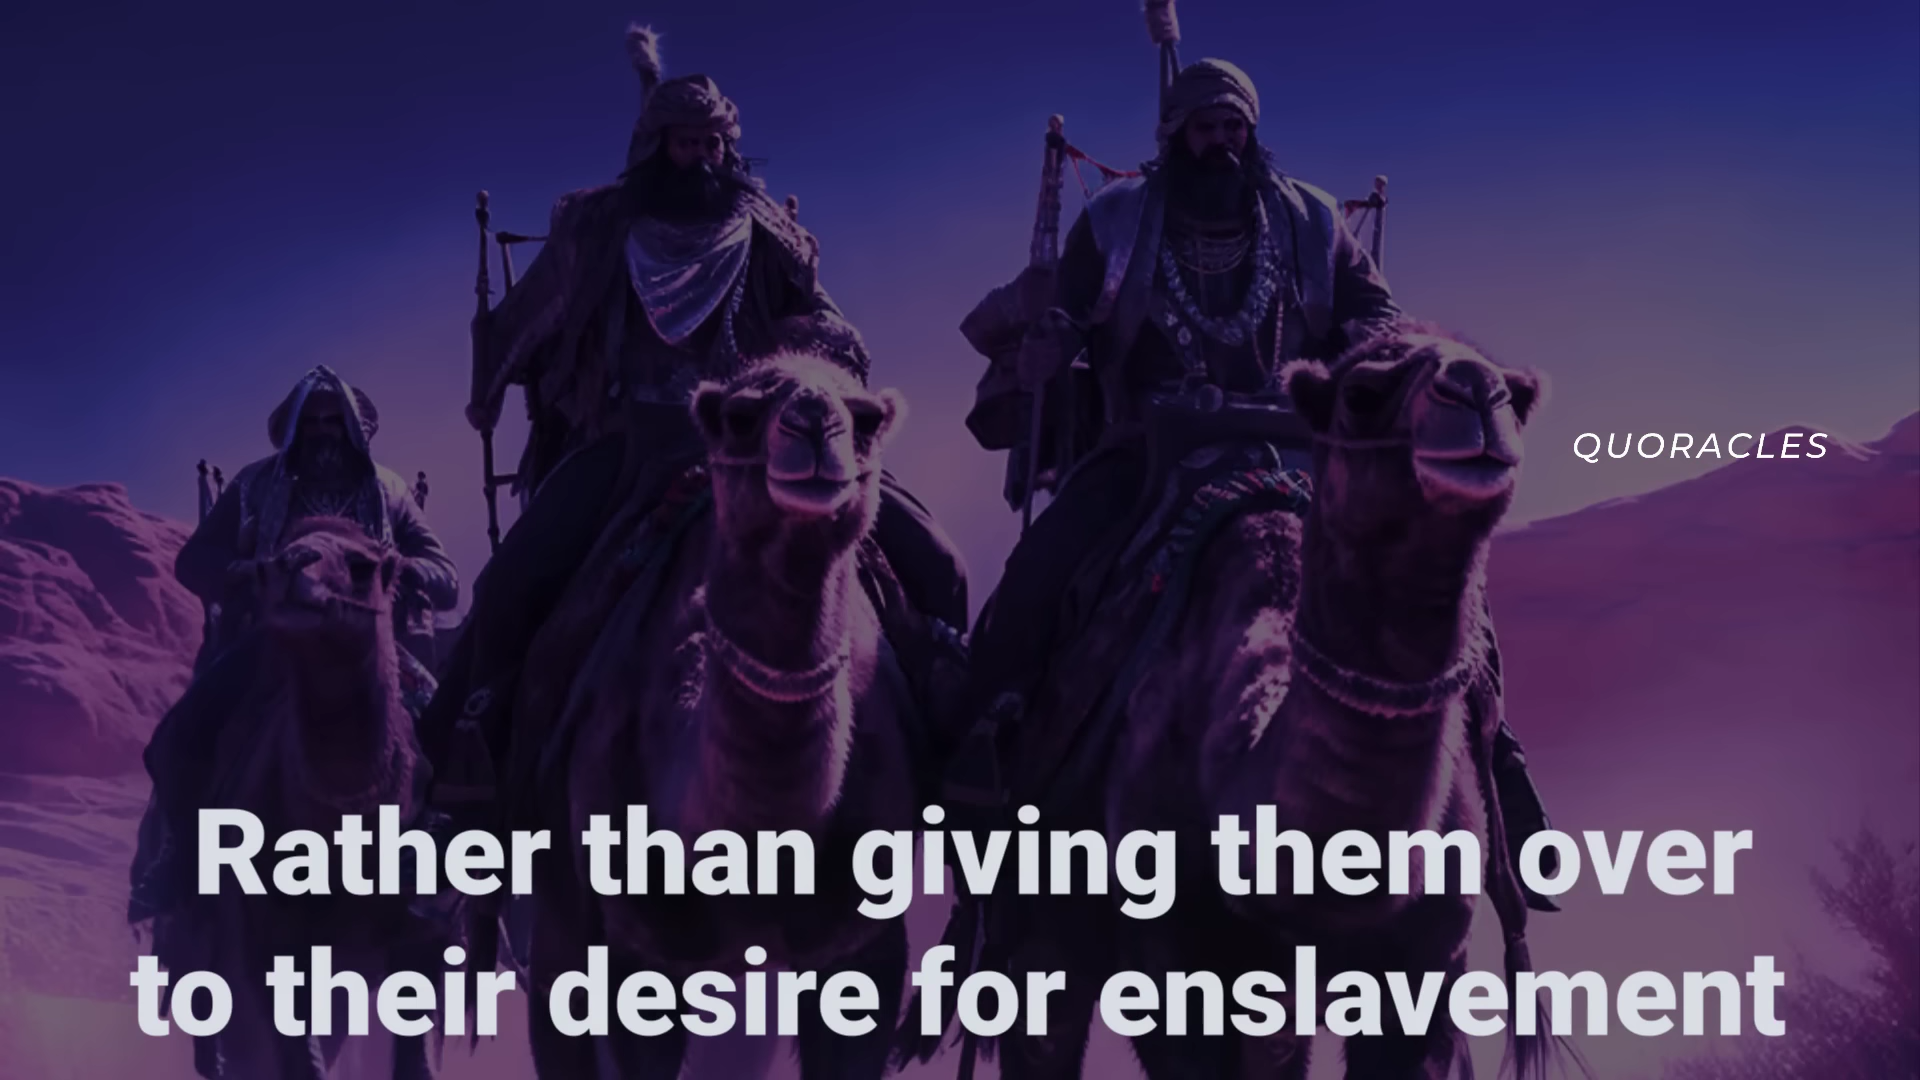 QUORACLES
Rather than giving them over
to their desire for enslavement